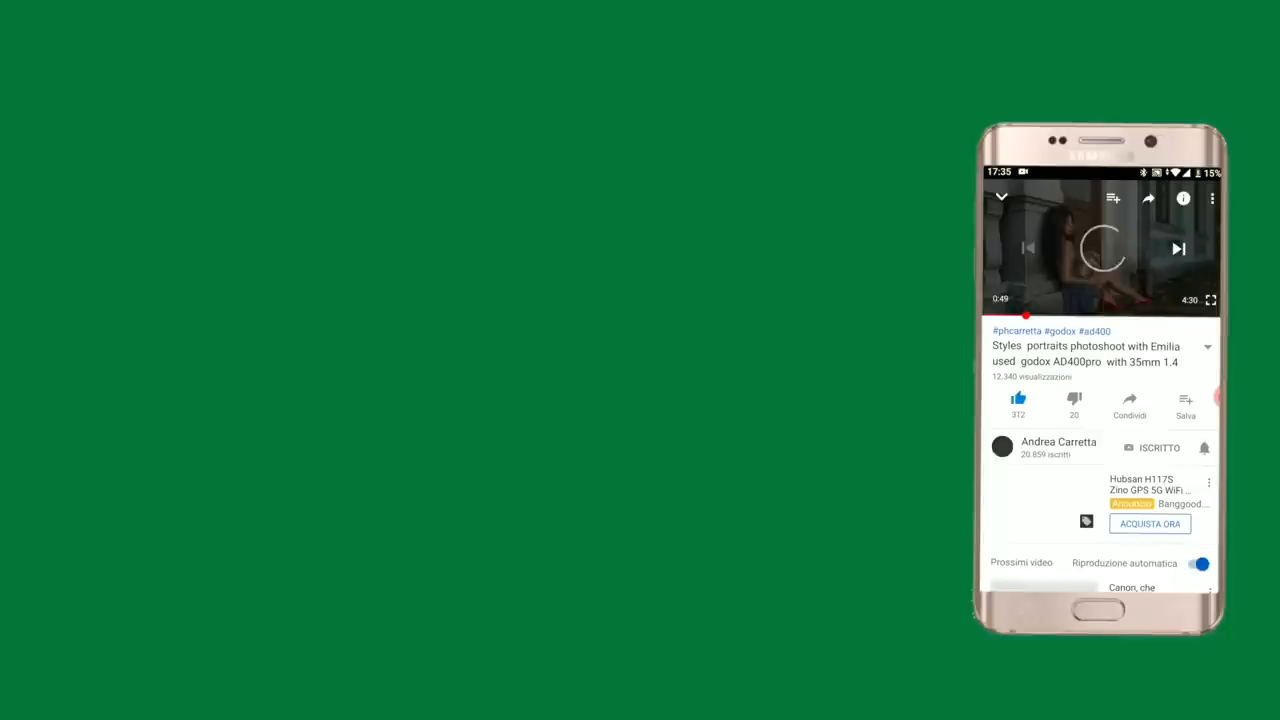 SAMSUNG
17:35
15%
0:49
4:30
#phcarretta #godox #ad400
Styles portraits photoshoot with Emilia
used godox AD400pro with 35mm 1.4
12.340 visualizzazioni
312
20
Condividi
Salva
Andrea Carretta
20.859 iscritti
ISCRITTO
Hubsan H117S
Zino GPS 5G WiFi ...
Annuncio Banggood....
ACQUISTA ORA
Prossimi video
Riproduzione automatica
Canon, che